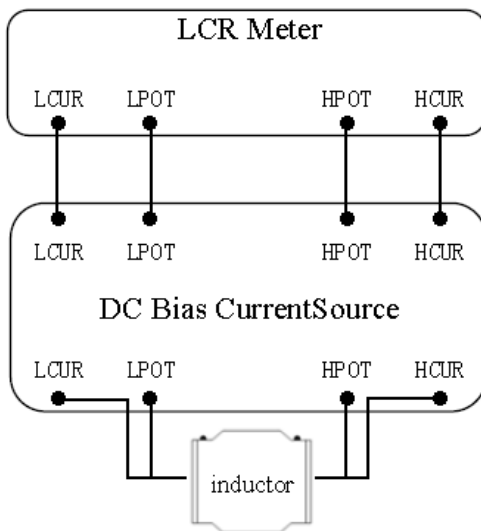 LCR Meter
LCUR LPOT HPOT HCUR
LCUR LPOT HPOT HCUR
DC Bias CurrentSource
LCUR LPOT HPOT HCUR
inductor